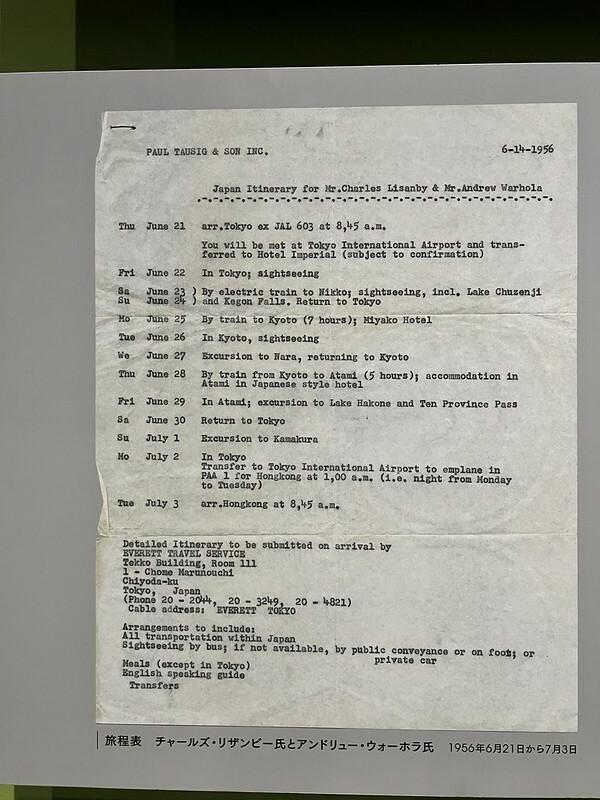 PAUL TAUSIG & SON INC. 6-14-1956
Japan Itinerary for Mr.Charles Lisanby & Mr.Andrew Warhola
Thu June 21 arr.Tokyo ex JAL 603 at 8,45 a.m.
You will be met at Tokyo International Airport and trans-
ferred to Hotel Imperial (subject to confirmation)
Fri June 22 In Tokyo; sightseeing
Sa June 23 ) By electric train to Nikko; sightseeing, incl. Lake Chuzenji
Su June 24 ) and Kegon Falls. Return to Tokyo
Mo June 25 By train to Kyoto (7 hours); Miyako Hotel
Tue June 26 In Kyoto, sightseeing
We June 27 Excursion to Nara, returning to Kyoto
Thu June 28 By train from Kyoto to Atami (5 hours); accommodation in
Atami in Japanese style hotel
Fri June 29 In Atami; excursion to Lake Hakone and Ten Province Pass
Sa June 30 Return to Tokyo
Su July 1 Excursion to Kamakura
Mo July 2 In Tokyo
Transfer to Tokyo International Airport to emplane in
PAA 1 for Hongkong at 1,00 a.m. (i.e. night from Monday
to Tuesday)
Tue July 3 arr.Hongkong at 8,45 a.m.
Detailed Itinerary to be submitted on arrival by
EVERETT TRAVEL SERVICE
Tekko Building, Room 111
1 - Chome Marunouchi
Chiyoda-ku
Tokyo, Japan
(Phone 20 - 2044, 20 - 3249, 20 - 4821)
Cable address: EVERETT TOKYO
Arrangements to include:
All transportation within Japan
Sightseeing by bus; if not available, by public conveyance or on foot; or
private car
Meals (except in Tokyo)
English speaking guide
Transfers
旅程表 チャールズ・リザンビー氏とアンドリュー・ウォーホラ氏 1956年6月21日から7月3日